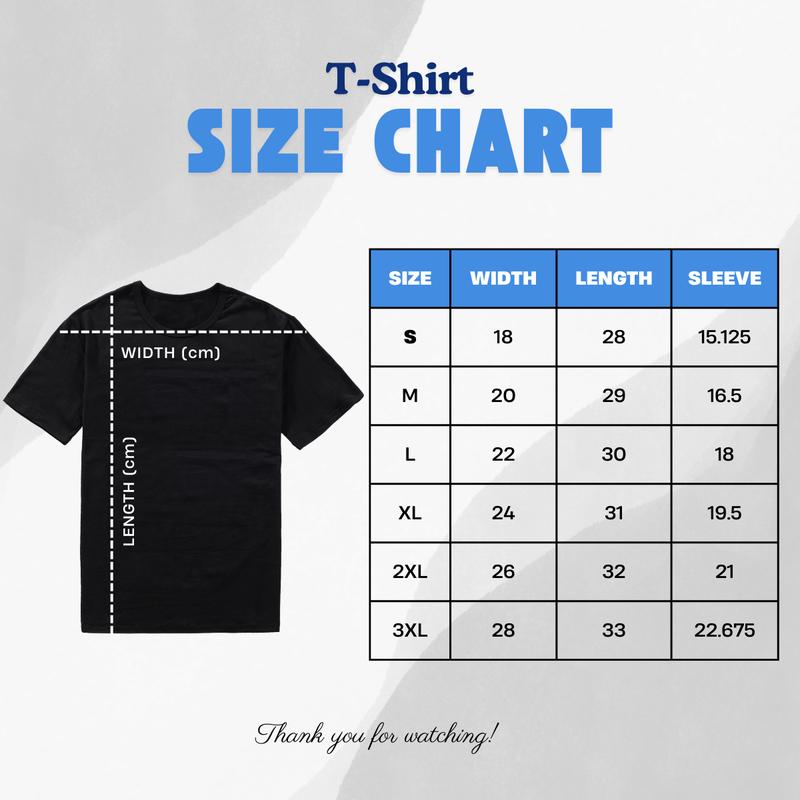 T-Shirt
SIZE CHART
WIDTH (cm)
LENGTH (cm)
SIZE WIDTH LENGTH SLEEVE
S 18 28 15.125
M 20 29 16.5
L 22 30 18
XL 24 31 19.5
2XL 26 32 21
3XL 28 33 22.675
Thank you for watching!